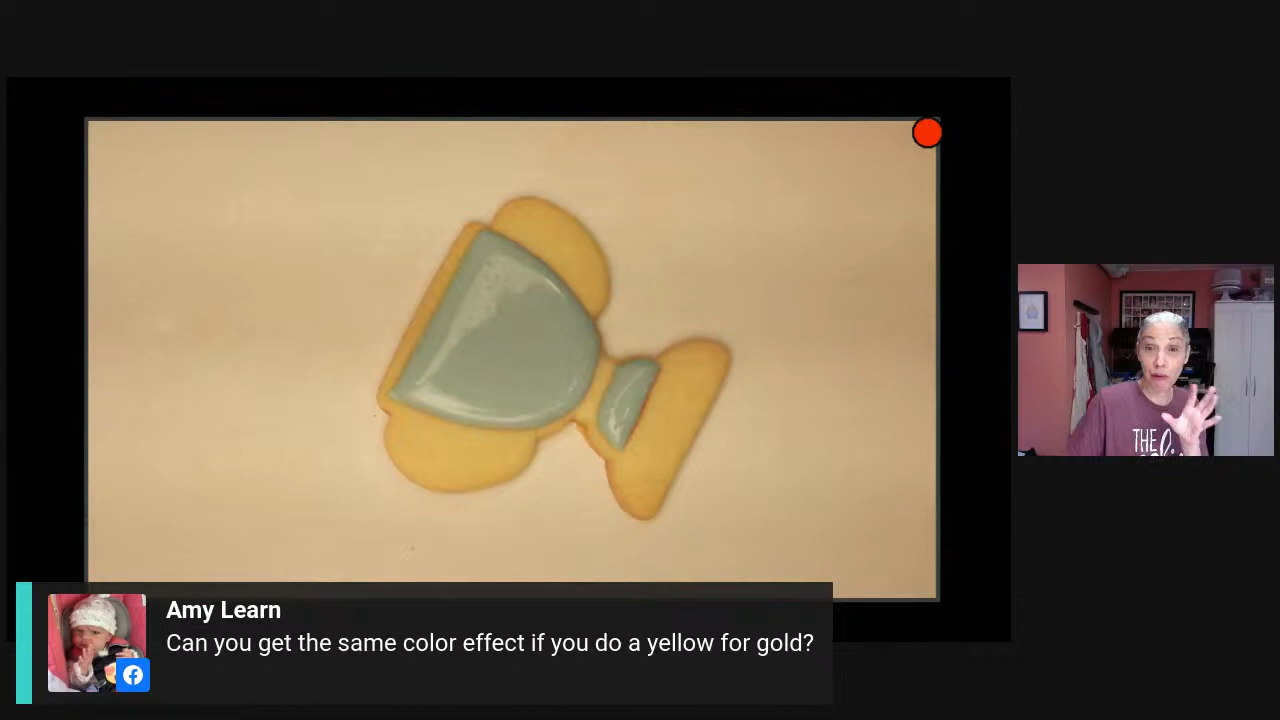 THE
Amy Learn
Can you get the same color effect if you do a yellow for gold?